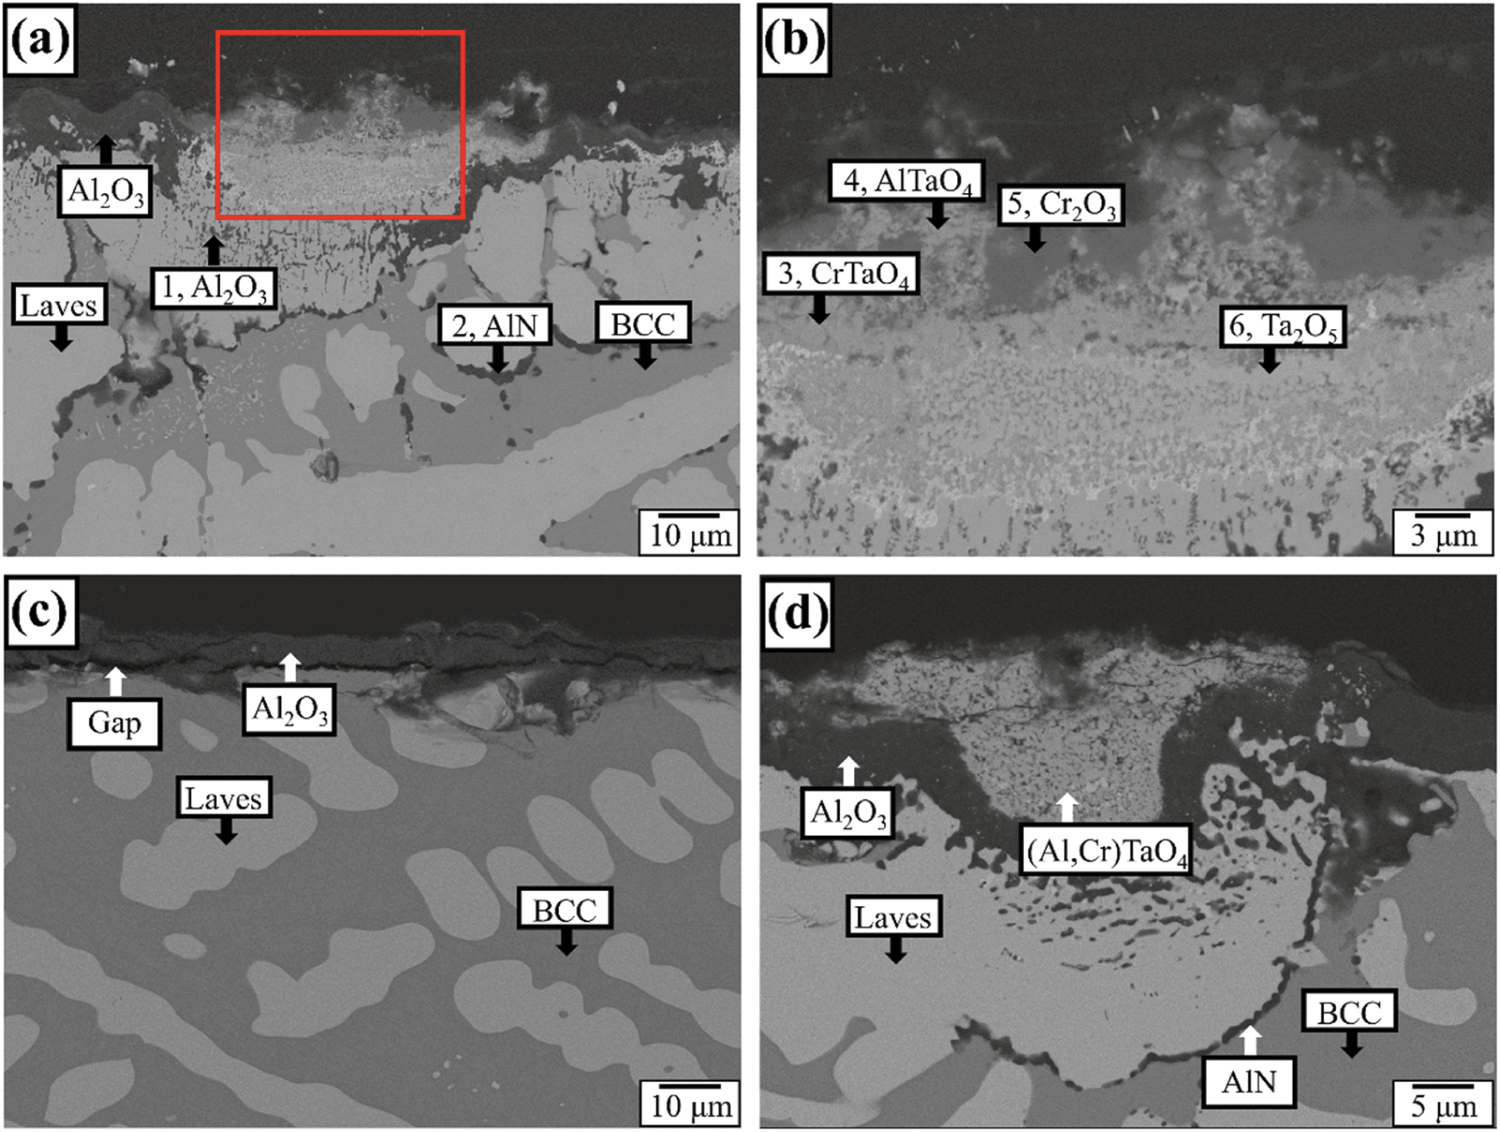 (a)
Al₂O₃
1, Al₂O₃
Laves
2, AlN
BCC
10 μm
(b)
4, AlTaO₄
5, Cr₂O₃
3, CrTaO₄
6, Ta₂O₅
3 μm
(c)
Gap
Al₂O₃
Laves
BCC
10 μm
(d)
Al₂O₃
(Al,Cr)TaO₄
Laves
BCC
AlN
5 μm